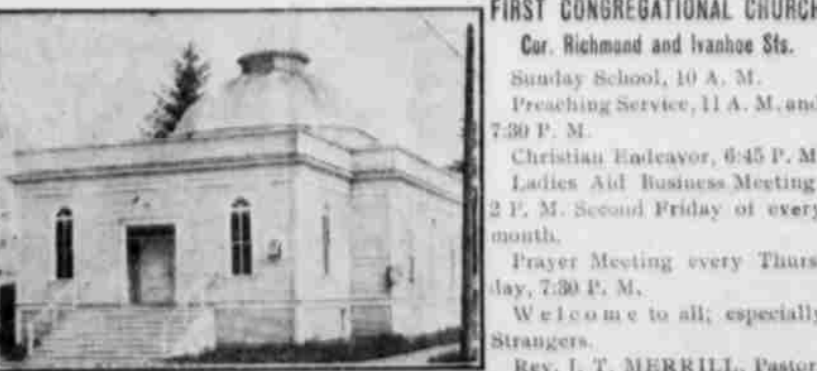 FIRST CONGREGATIONAL CHURCH
Cor. Richmond and Ivanhoe Sts.
Sunday School, 10 A. M.
Preaching Service, 11 A. M. and
7:30 P. M.
Christian Endeavor, 6:45 P. M
Ladies Aid Business Meeting
2 P. M. Second Friday of every
month.
Prayer Meeting every Thurs
day, 7:30 P. M.
Welcome to all; especially
Strangers.
Rev. I. T. MERRILL, Pastor